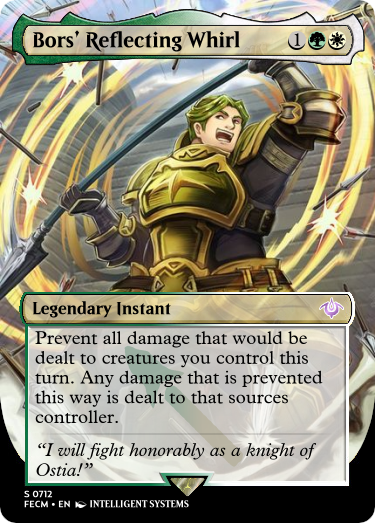 Bors' Reflecting Whirl 1
Legendary Instant
Prevent all damage that would be
dealt to creatures you control this
turn. Any damage that is prevented
this way is dealt to that sources
controller.
“I will fight honorably as a knight of
Ostia!”
S 0712
FECM • EN INTELLIGENT SYSTEMS